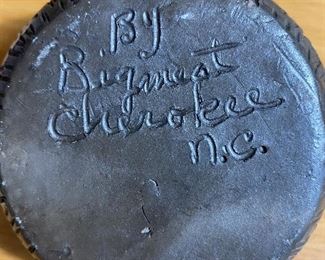 By
Bigmeat
Cherokee
N.C.